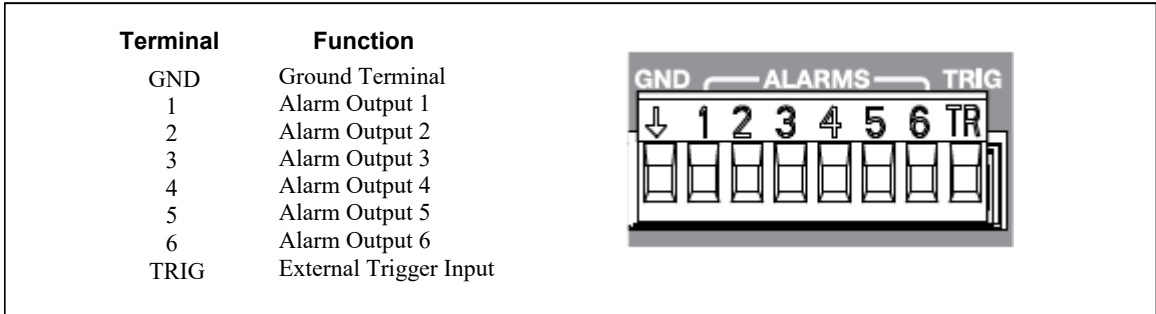 Terminal Function
GND Ground Terminal
1 Alarm Output 1
2 Alarm Output 2
3 Alarm Output 3
4 Alarm Output 4
5 Alarm Output 5
6 Alarm Output 6
TRIG External Trigger Input
GND ALARMS TRIG
↓ 1 2 3 4 5 6 TR